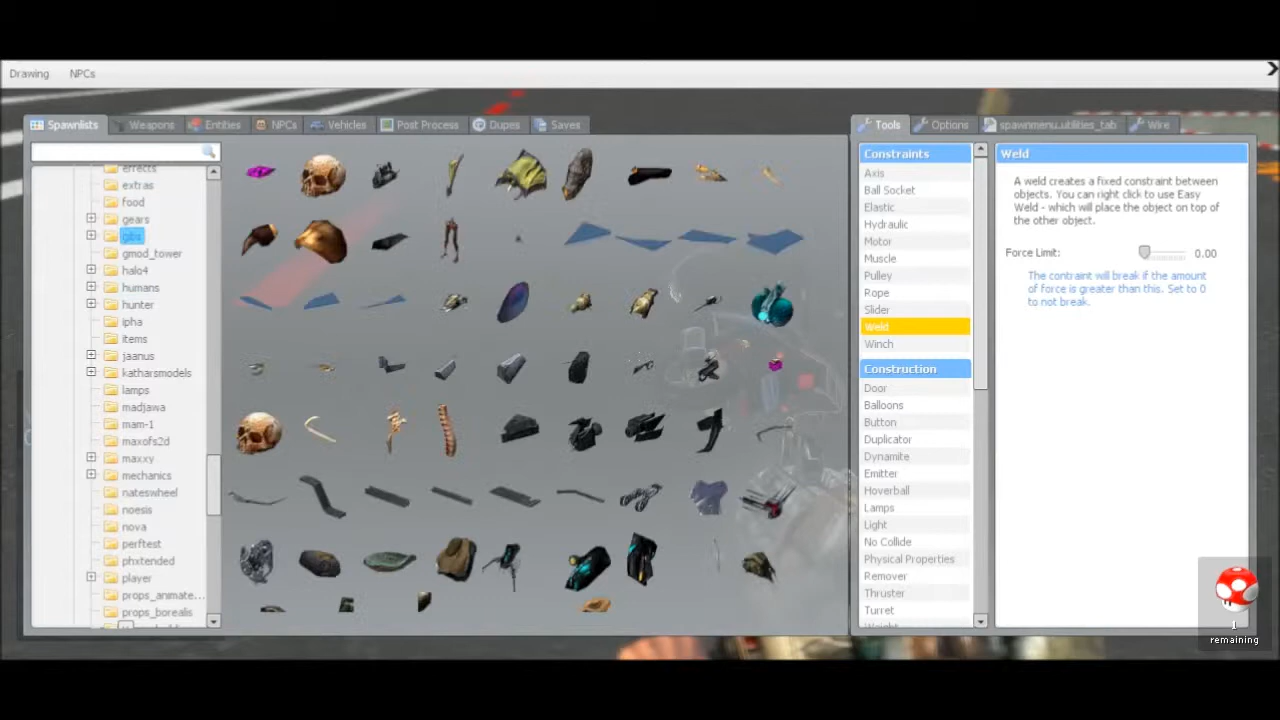 Drawing NPCs
Spawnlists Weapons Entities NPCs Vehicles Post Process Dupes Saves
effects
extras
food
gears
gibs
gmod_tower
halo4
humans
hunter
ipha
items
jaanus
katharsmodels
lamps
madjawa
mam-1
maxofs2d
maxxy
mechanics
nateswheel
noesis
nova
perftest
phxtended
player
props_animate...
props_borealis
Tools Options spawnmenu.utilities_tab Wire
Constraints
Axis
Ball Socket
Elastic
Hydraulic
Motor
Muscle
Pulley
Rope
Slider
Weld
Winch
Construction
Door
Balloons
Button
Duplicator
Dynamite
Emitter
Hoverball
Lamps
Light
No Collide
Physical Properties
Remover
Thruster
Turret
Weight
Weld
A weld creates a fixed constraint between
objects. You can right click to use Easy
Weld - which will place the object on top of
the other object.
Force Limit: 0.00
The contraint will break if the amount
of force is greater than this. Set to 0
to not break.
1
remaining